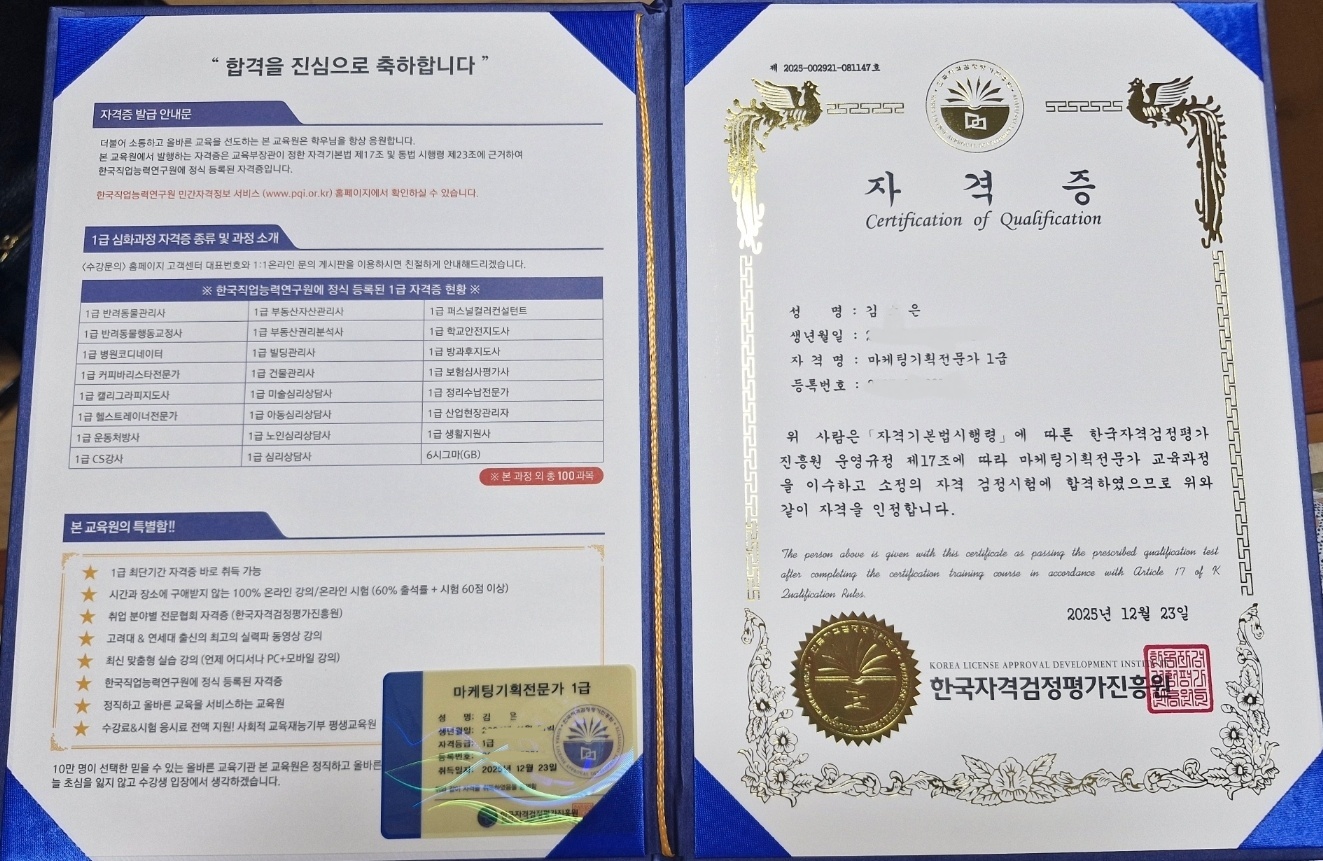 “ 합격을 진심으로 축하합니다 ”
자격증 발급 안내문
더불어 소통하고 올바른 교육을 선도하는 본 교육원은 학우님을 항상 응원합니다.
본 교육원에서 발행하는 자격증은 교육부장관이 정한 자격기본법 제17조 및 동법 시행령 제23조에 근거하여
한국직업능력연구원에 정식 등록된 자격증입니다.
한국직업능력연구원 민간자격정보 서비스 (www.pqi.or.kr) 홈페이지에서 확인하실 수 있습니다.
1급 심화과정 자격증 종류 및 과정 소개
<수강문의> 홈페이지 고객센터 대표번호와 1:1온라인 문의 게시판을 이용하시면 친절하게 안내해드리겠습니다.
※ 한국직업능력연구원에 정식 등록된 1급 자격증 현황 ※
1급 반려동물관리사 1급 부동산자산관리사 1급 퍼스널컬러컨설턴트
1급 반려동물행동교정사 1급 부동산권리분석사 1급 학교안전지도사
1급 병원코디네이터 1급 빌딩관리사 1급 방과후지도사
1급 커피바리스타전문가 1급 건물관리사 1급 보험심사평가사
1급 캘리그라피지도사 1급 미술심리상담사 1급 정리수납전문가
1급 헬스트레이너전문가 1급 아동심리상담사 1급 산업현장관리자
1급 운동처방사 1급 노인심리상담사 1급 생활지원사
1급 CS강사 1급 심리상담사 6시그마(GB)
※ 본 과정 외 총 100과목
본 교육원의 특별함!!
★ 1급 최단기간 자격증 바로 취득 가능
★ 시간과 장소에 구애받지 않는 100% 온라인 강의/온라인 시험 (60% 출석률 + 시험 60점 이상)
★ 취업 분야별 전문협회 자격증 (한국자격검정평가진흥원)
★ 고려대 & 연세대 출신의 최고의 실력파 동영상 강의
★ 최신 맞춤형 실습 강의 (언제 어디서나 PC+모바일 강의)
★ 한국직업능력연구원에 정식 등록된 자격증
★ 정직하고 올바른 교육을 서비스하는 교육원
★ 수강료&시험 응시료 전액 지원! 사회적 교육재능기부 평생교육원
10만 명이 선택한 믿을 수 있는 올바른 교육기관 본 교육원은 정직하고 올바른
늘 초심을 잃지 않고 수강생 입장에서 생각하겠습니다.
마케팅기획전문가 1급
성 명: 김 은
생년월일:
자격등급: 1급
등록번호:
취득일자: 2025년 12월 23일
한국자격검정평가진흥원
제 2025-002921-081147호
자 격 증
Certification of Qualification
성 명 : 김 은
생년월일 :
자 격 명 : 마케팅기획전문가 1급
등록번호 :
위 사람은「자격기본법시행령」에 따른 한국자격검정평가
진흥원 운영규정 제17조에 따라 마케팅기획전문가 교육과정
을 이수하고 소정의 자격 검정시험에 합격하였으므로 위와
같이 자격을 인정합니다.
The person above is given with this certificate as passing the prescribed qualification test
after completing the certification training course in accordance with Article 17 of K
Qualification Rules.
2025년 12월 23일
KOREA LICENSE APPROVAL DEVELOPMENT
한국자격검정평가진흥원